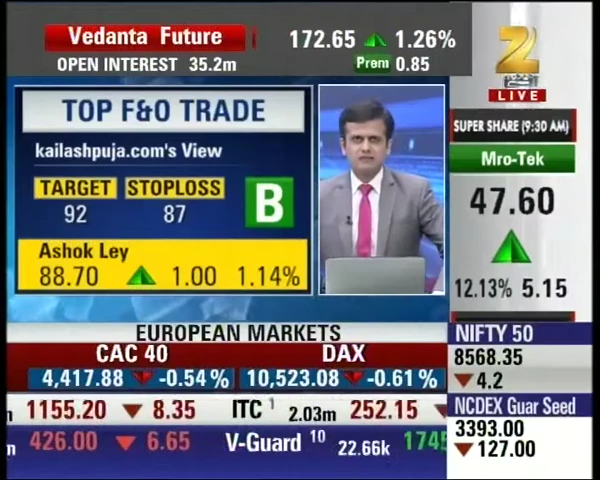 Vedanta Future
172.65 1.26%
OPEN INTEREST 35.2m
Prem 0.85
LIVE
TOP F&O TRADE
kailashpuja.com's View
TARGET STOPLOSS
92 87
B
Ashok Ley
88.70 1.00 1.14%
SUPER SHARE (9:30 AM)
Mro-Tek
47.60
12.13% 5.15
EUROPEAN MARKETS
CAC 40 DAX
4,417.88 -0.54% 10,523.08 -0.61%
NIFTY 50
8568.35
4.2
1155.20 8.35 ITC 1 2.03m 252.15
426.00 6.65 V-Guard 10 22.66k 1745
NCDEX Guar Seed
3393.00
127.00